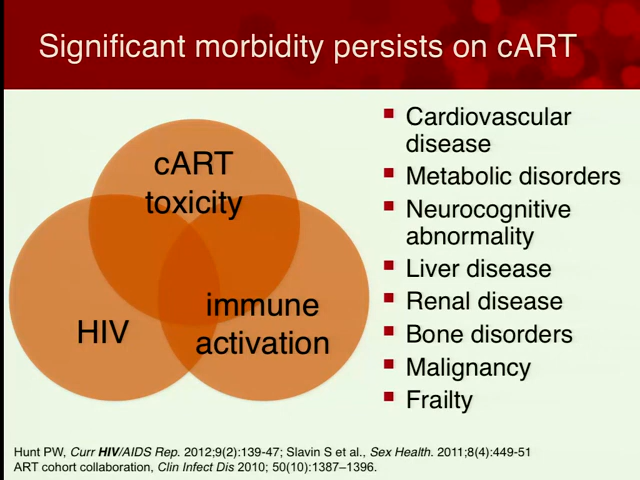 Significant morbidity persists on cART
cART
toxicity
HIV
immune
activation
Cardiovascular
disease
Metabolic disorders
Neurocognitive
abnormality
Liver disease
Renal disease
Bone disorders
Malignancy
Frailty
Hunt PW, Curr HIV/AIDS Rep. 2012;9(2):139-47; Slavin S et al., Sex Health. 2011;8(4):449-51
ART cohort collaboration, Clin Infect Dis 2010; 50(10):1387–1396.